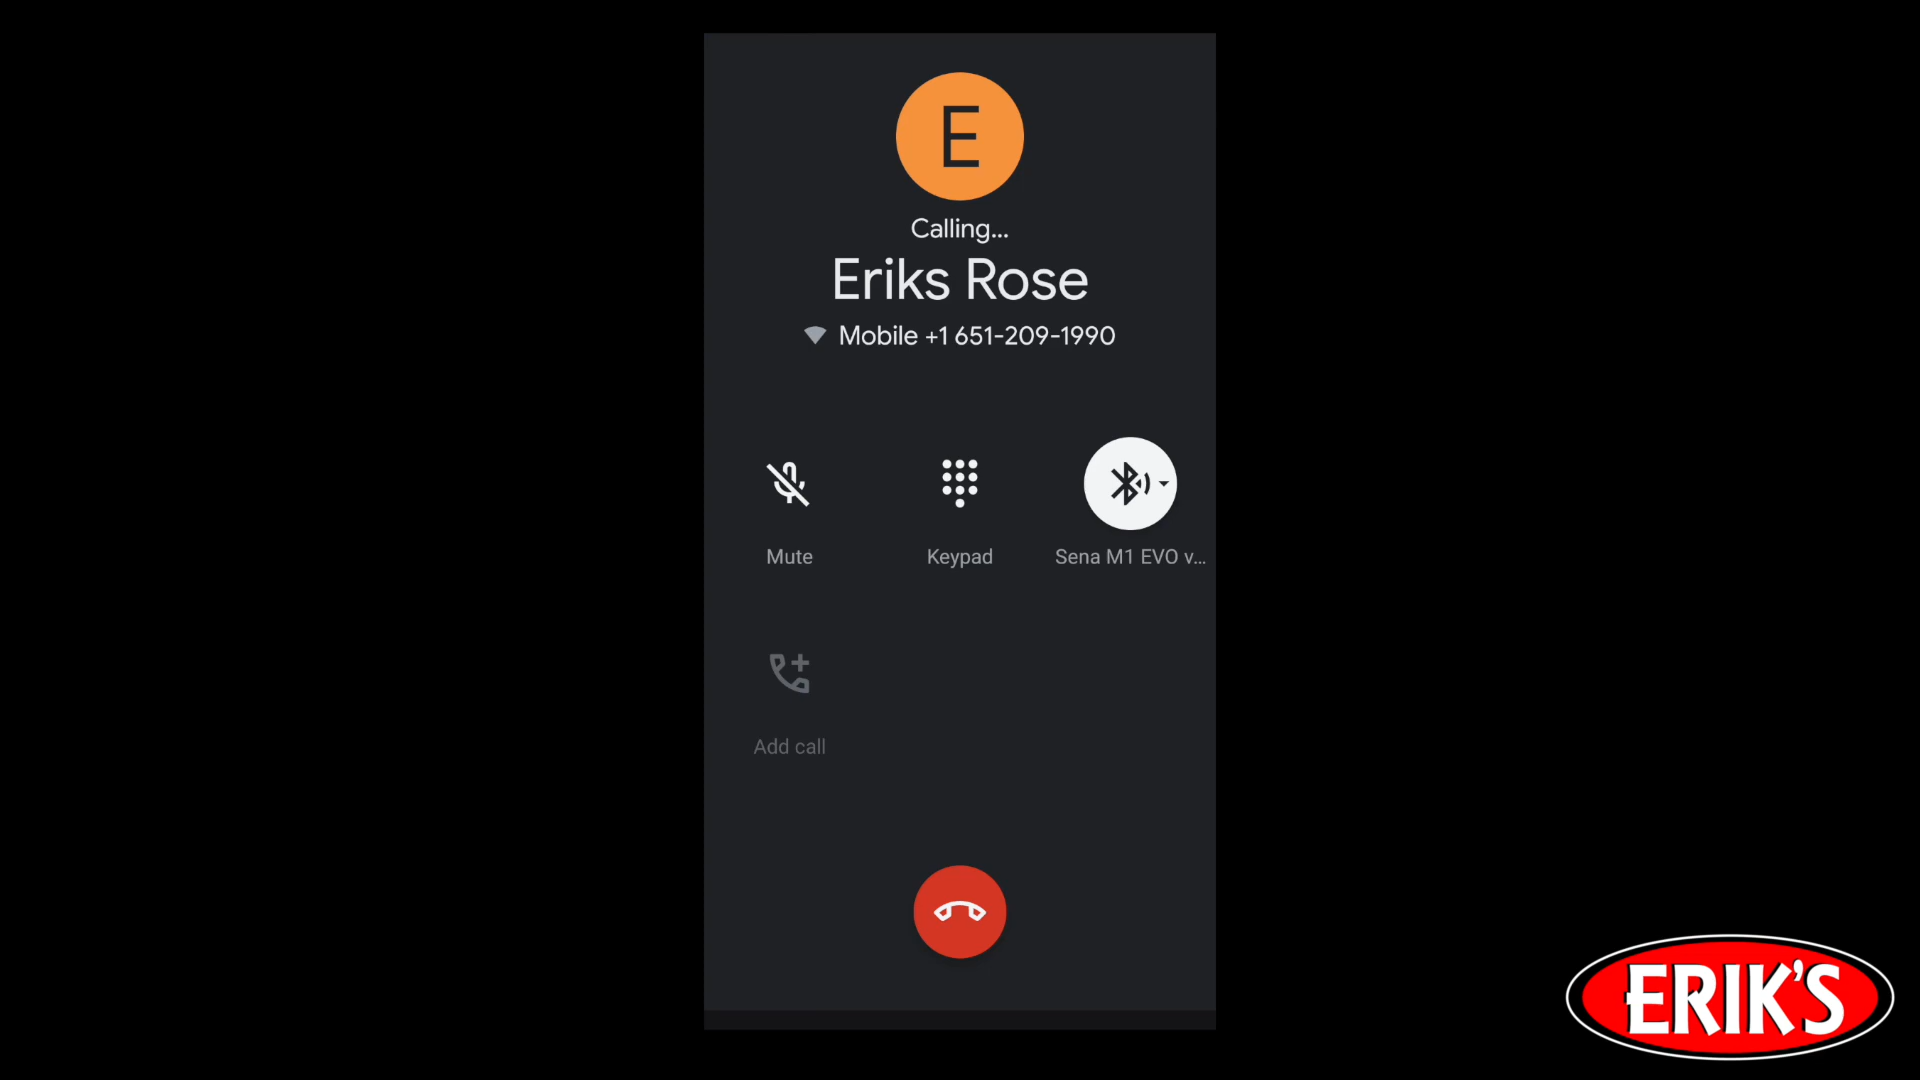 E
Calling...
Eriks Rose
Mobile +1 651-209-1990
Mute
Keypad
Sena M1 EVO v...
Add call
ERIK'S